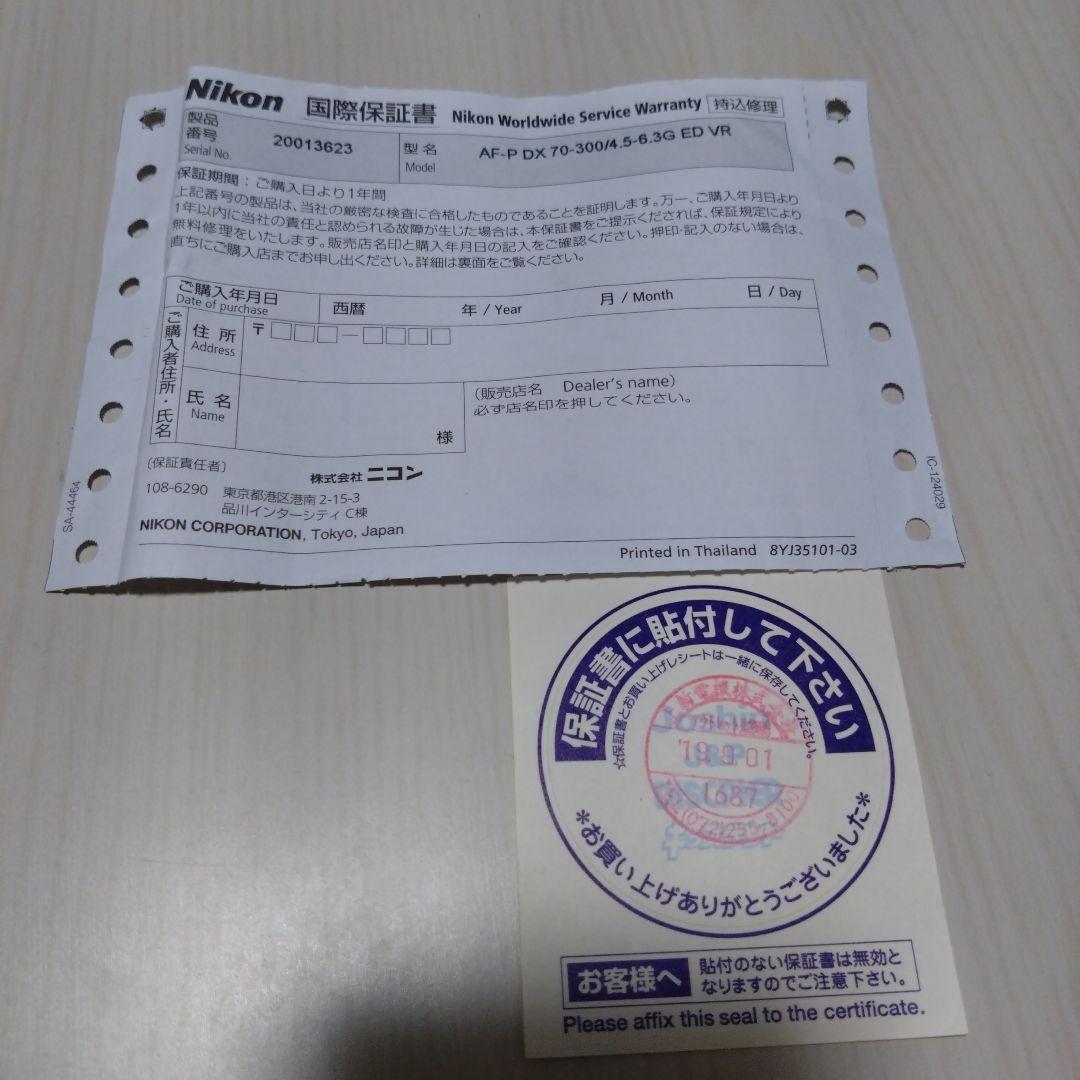 Nikon 国際保証書 Nikon Worldwide Service Warranty 持込修理
製品番号 Serial No. 20013623 型名 Model AF-P DX 70-300/4.5-6.3G ED VR
保証期間：ご購入日より1年間
上記番号の製品は、当社の厳密な検査に合格したものであることを証明します。万一、ご購入年月日より
1年以内に当社の責任と認められる故障が生じた場合は、本保証書をご提示くだされば、保証規定により
無料修理をいたします。販売店名印と購入年月日の記入をご確認ください。押印・記入のない場合は、
直ちにご購入店までお申し出ください。詳細は裏面をご覧ください。
ご購入年月日 Date of purchase 西暦 年 / Year 月 / Month 日 / Day
ご購入者住所・氏名
住所 Address 〒□□□－□□□□
氏名 Name 様
（販売店名 Dealer's name）
必ず店名印を押してください。
〔保証責任者〕
株式会社 ニコン
108-6290 東京都港区港南 2-15-3
品川インターシティ C棟
NIKON CORPORATION, Tokyo, Japan
Printed in Thailand 8YJ35101-03
SA-44464
IC-124029
保証書に貼付して下さい
☆保証書とお買い上げレシートは一緒に保存してください。
Joshin
1687
*お買い上げありがとうございました*
お客様へ
貼付のない保証書は無効と
なりますのでご注意下さい。
Please affix this seal to the certificate.